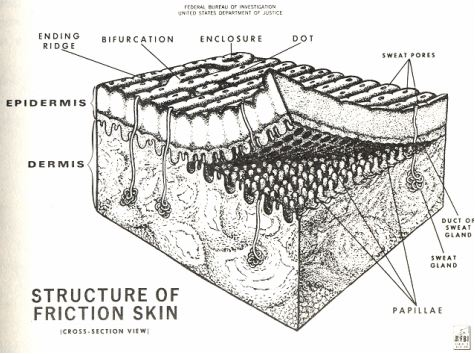 FEDERAL BUREAU OF INVESTIGATION
UNITED STATES DEPARTMENT OF JUSTICE
ENDING
RIDGE
BIFURCATION
ENCLOSURE
DOT
SWEAT PORES
EPIDERMIS
DERMIS
DUCT OF
SWEAT
GLAND
SWEAT
GLAND
PAPILLAE
STRUCTURE OF
FRICTION SKIN
(CROSS-SECTION VIEW)